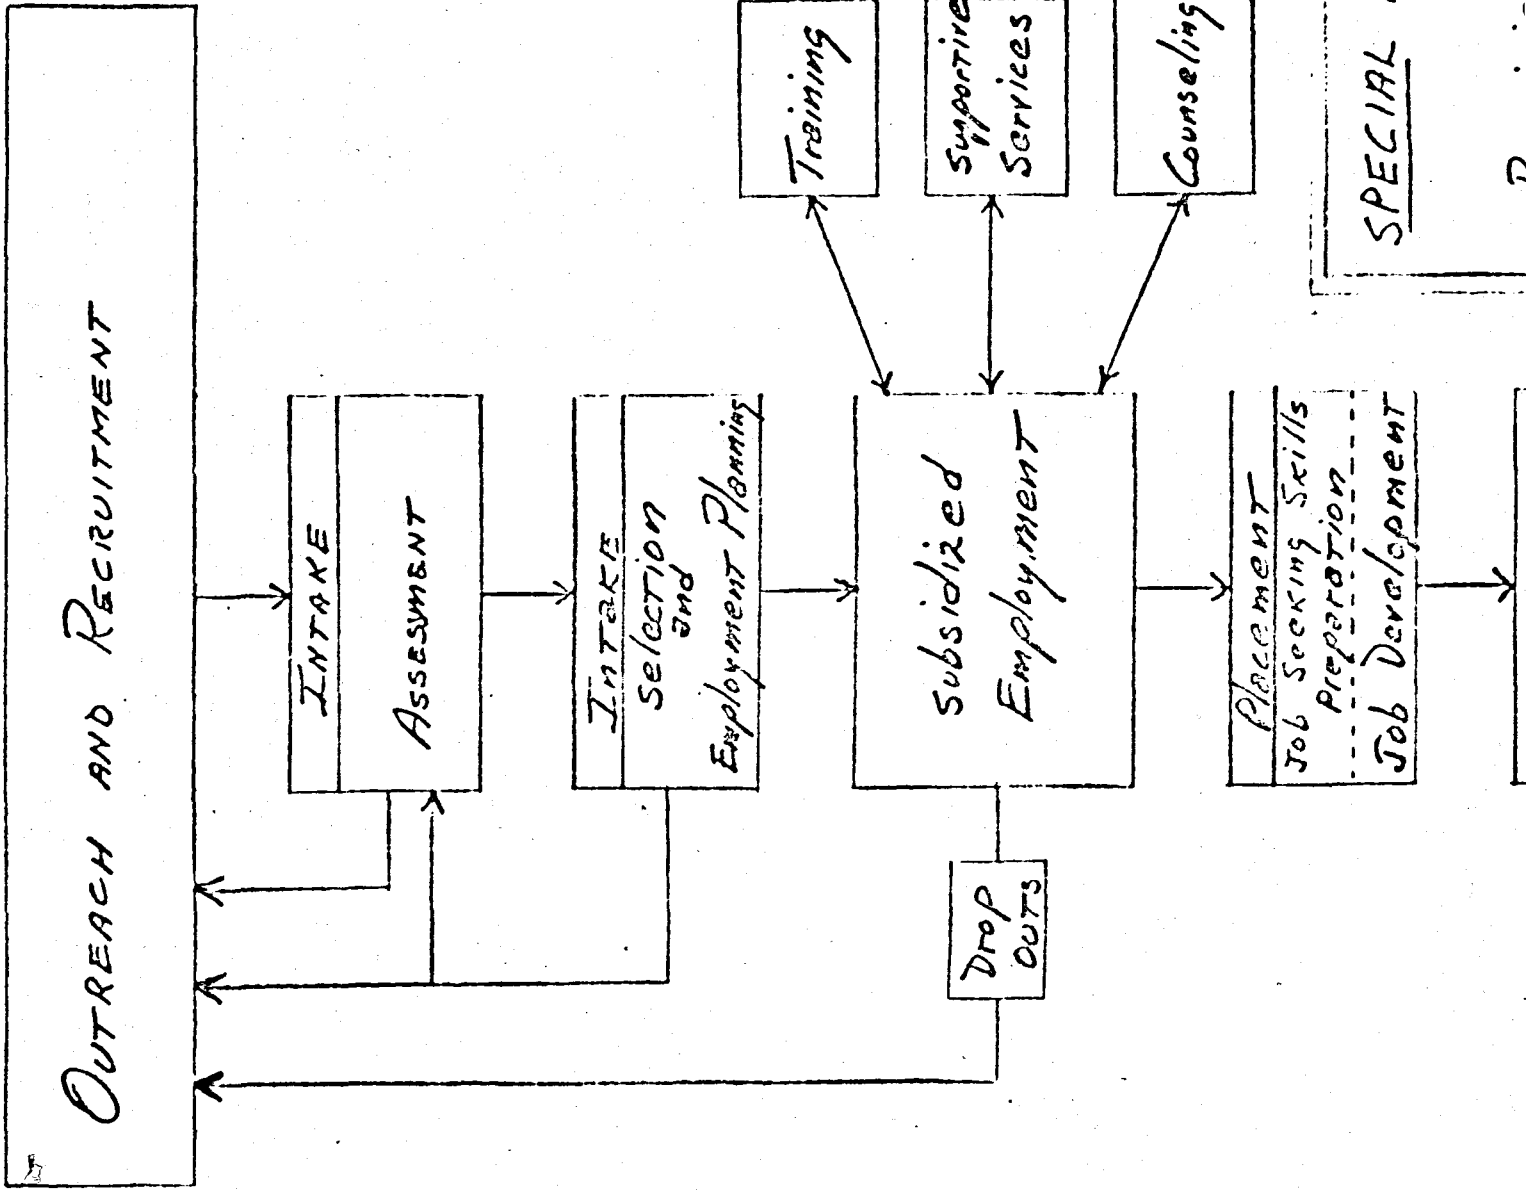 OUTREACH AND RECRUITMENT
INTAKE
ASSESSMENT
INTAKE
Selection
and
Employment Planning
Subsidized
Employment
Training
Supportive
Services
Counseling
Drop
OUTS
Placement
Job Seeking Skills
Preparation
Job Development
SPECIAL